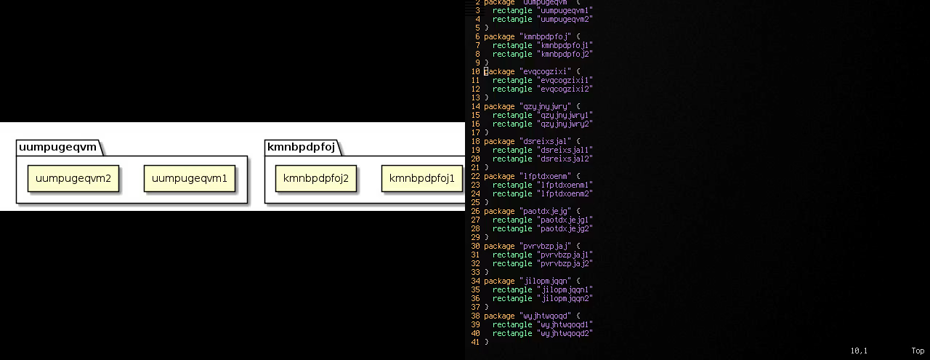 uumpugeqvm
uumpugeqvm2
uumpugeqvm1
kmnbpdpfoj
kmnbpdpfoj2
kmnbpdpfoj1
2 package "uumpugeqvm" {
3 rectangle "uumpugeqvm1"
4 rectangle "uumpugeqvm2"
5 }
6 package "kmnbpdpfoj" {
7 rectangle "kmnbpdpfoj1"
8 rectangle "kmnbpdpfoj2"
9 }
10 package "evqcogzixi" {
11 rectangle "evqcogzixi1"
12 rectangle "evqcogzixi2"
13 }
14 package "qzyjnyjwry" {
15 rectangle "qzyjnyjwry1"
16 rectangle "qzyjnyjwry2"
17 }
18 package "dsreixsjal" {
19 rectangle "dsreixsjal1"
20 rectangle "dsreixsjal2"
21 }
22 package "lfptdxoenm" {
23 rectangle "lfptdxoenm1"
24 rectangle "lfptdxoenm2"
25 }
26 package "paotdxjejg" {
27 rectangle "paotdxjejg1"
28 rectangle "paotdxjejg2"
29 }
30 package "pvrvbzpjaj" {
31 rectangle "pvrvbzpjaj1"
32 rectangle "pvrvbzpjaj2"
33 }
34 package "jilopmjqqn" {
35 rectangle "jilopmjqqn1"
36 rectangle "jilopmjqqn2"
37 }
38 package "wyjhtwqoqd" {
39 rectangle "wyjhtwqoqd1"
40 rectangle "wyjhtwqoqd2"
41 }
10,1 Top